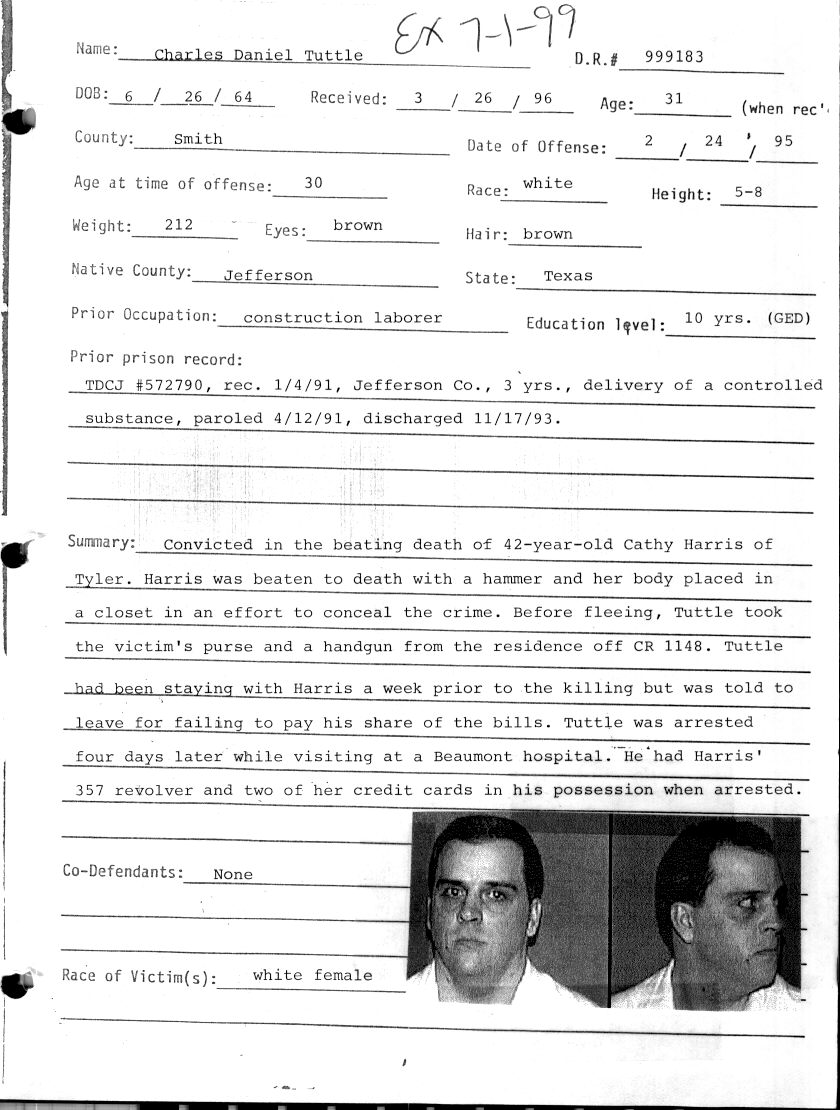 Ex 7-1-99
Name: Charles Daniel Tuttle D.R.# 999183
DOB: 6 / 26 / 64 Received: 3 / 26 / 96 Age: 31 (when rec'
County: Smith Date of Offense: 2 / 24 / 95
Age at time of offense: 30 Race: white Height: 5-8
Weight: 212 Eyes: brown Hair: brown
Native County: Jefferson State: Texas
Prior Occupation: construction laborer Education level: 10 yrs. (GED)
Prior prison record:
TDCJ #572790, rec. 1/4/91, Jefferson Co., 3 yrs., delivery of a controlled
substance, paroled 4/12/91, discharged 11/17/93.
Summary: Convicted in the beating death of 42-year-old Cathy Harris of
Tyler. Harris was beaten to death with a hammer and her body placed in
a closet in an effort to conceal the crime. Before fleeing, Tuttle took
the victim's purse and a handgun from the residence off CR 1148. Tuttle
had been staying with Harris a week prior to the killing but was told to
leave for failing to pay his share of the bills. Tuttle was arrested
four days later while visiting at a Beaumont hospital. He had Harris'
357 revolver and two of her credit cards in his possession when arrested.
Co-Defendants: None
Race of Victim(s): white female